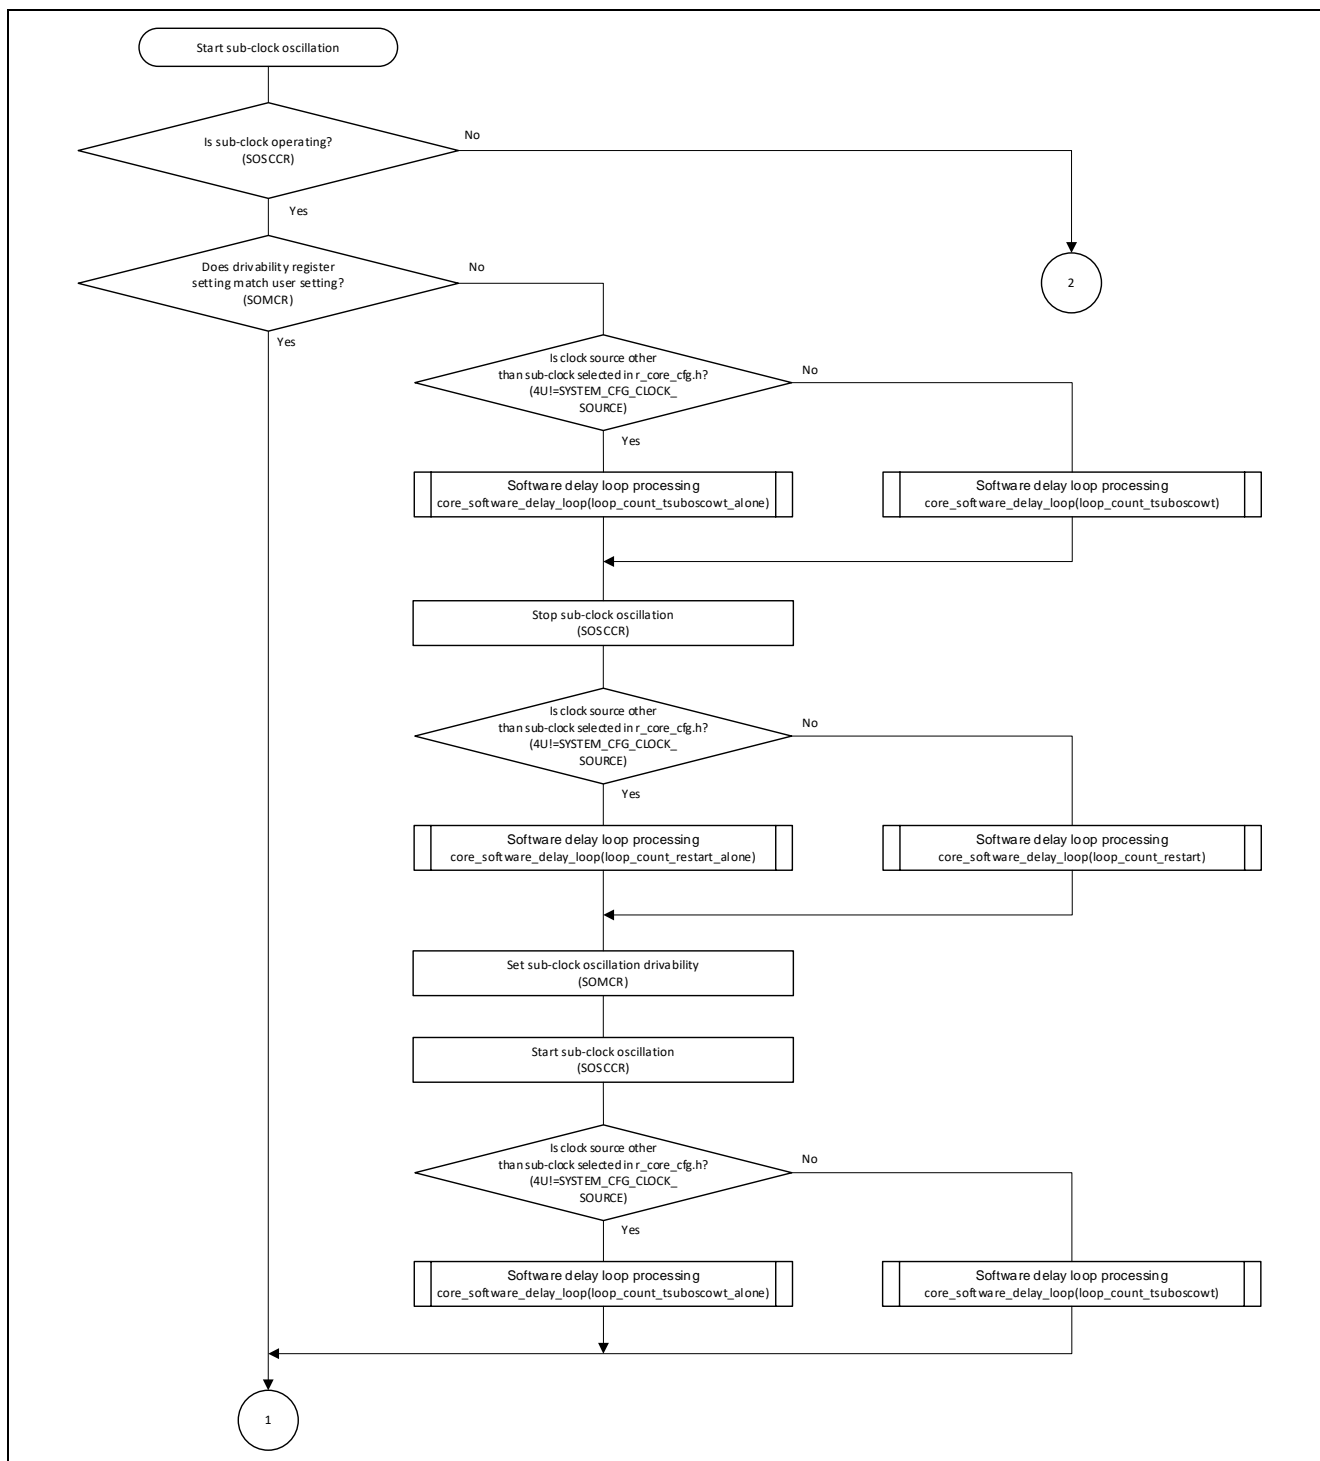 Start sub-clock oscillation
Is sub-clock operating?
(SOSCCR)
No
Yes
Does drivability register
setting match user setting?
(SOMCR)
No
2
Yes
Is clock source other
than sub-clock selected in r_core_cfg.h?
(4U!=SYSTEM_CFG_CLOCK_
SOURCE)
No
Yes
Software delay loop processing
core_software_delay_loop(loop_count_tsuboscowt_alone)
Software delay loop processing
core_software_delay_loop(loop_count_tsuboscowt)
Stop sub-clock oscillation
(SOSCCR)
Is clock source other
than sub-clock selected in r_core_cfg.h?
(4U!=SYSTEM_CFG_CLOCK_
SOURCE)
No
Yes
Software delay loop processing
core_software_delay_loop(loop_count_restart_alone)
Software delay loop processing
core_software_delay_loop(loop_count_restart)
Set sub-clock oscillation drivability
(SOMCR)
Start sub-clock oscillation
(SOSCCR)
Is clock source other
than sub-clock selected in r_core_cfg.h?
(4U!=SYSTEM_CFG_CLOCK_
SOURCE)
No
Yes
Software delay loop processing
core_software_delay_loop(loop_count_tsuboscowt_alone)
Software delay loop processing
core_software_delay_loop(loop_count_tsuboscowt)
1